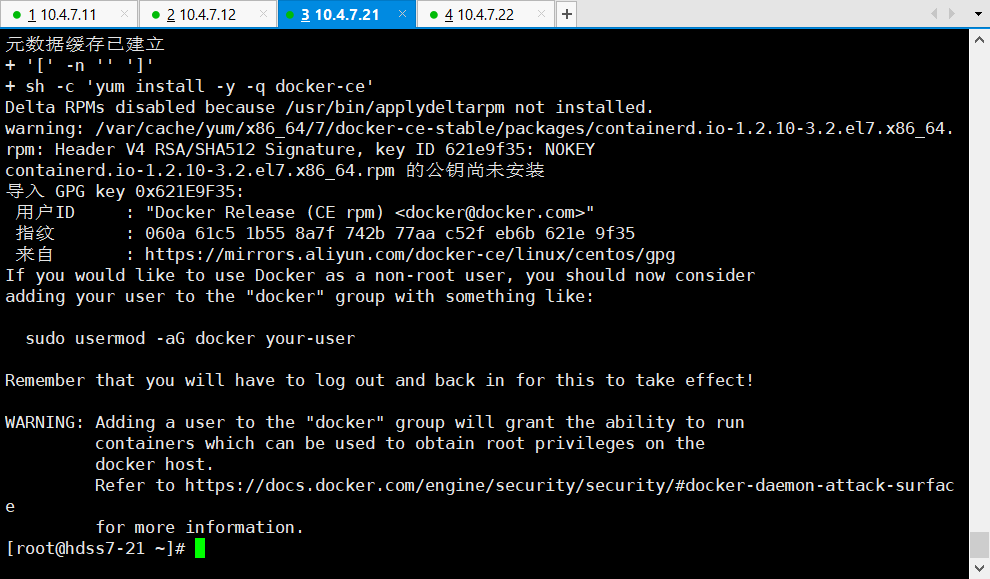 1 10.4.7.11 × 2 10.4.7.12 × 3 10.4.7.21 × 4 10.4.7.22 × +
元数据缓存已建立
+ '[' -n '' ']'
+ sh -c 'yum install -y -q docker-ce'
Delta RPMs disabled because /usr/bin/applydeltarpm not installed.
warning: /var/cache/yum/x86_64/7/docker-ce-stable/packages/containerd.io-1.2.10-3.2.el7.x86_64.
rpm: Header V4 RSA/SHA512 Signature, key ID 621e9f35: NOKEY
containerd.io-1.2.10-3.2.el7.x86_64.rpm 的公钥尚未安装
导入 GPG key 0x621E9F35:
 用户ID     : "Docker Release (CE rpm) <docker@docker.com>"
 指纹       : 060a 61c5 1b55 8a7f 742b 77aa c52f eb6b 621e 9f35
 来自       : https://mirrors.aliyun.com/docker-ce/linux/centos/gpg
If you would like to use Docker as a non-root user, you should now consider
adding your user to the "docker" group with something like:
  sudo usermod -aG docker your-user
Remember that you will have to log out and back in for this to take effect!
WARNING: Adding a user to the "docker" group will grant the ability to run
         containers which can be used to obtain root privileges on the
         docker host.
         Refer to https://docs.docker.com/engine/security/security/#docker-daemon-attack-surfac
e
         for more information.
[root@hdss7-21 ~]#